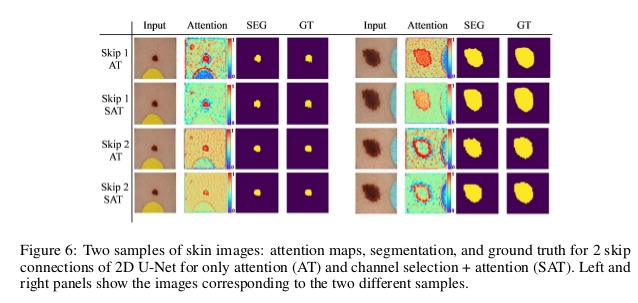 Input Attention SEG GT Input Attention SEG GT
Skip 1
AT
Skip 1
SAT
Skip 2
AT
Skip 2
SAT
Figure 6: Two samples of skin images: attention maps, segmentation, and ground truth for 2 skip
connections of 2D U-Net for only attention (AT) and channel selection + attention (SAT). Left and
right panels show the images corresponding to the two different samples.